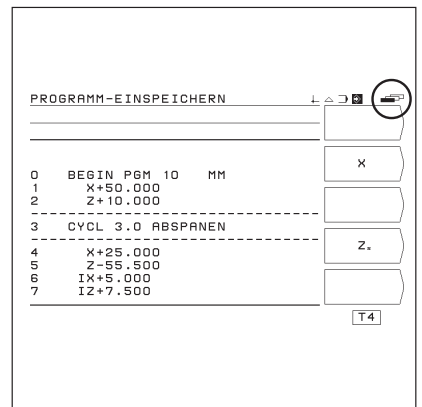 PROGRAMM-EINSPEICHERN
0 BEGIN PGM 10 MM
1 X+50.000
2 Z+10.000
3 CYCL 3.0 ABSPANEN
4 X+25.000
5 Z-55.500
6 IX+5.000
7 IZ+7.500
X
Zs
T4